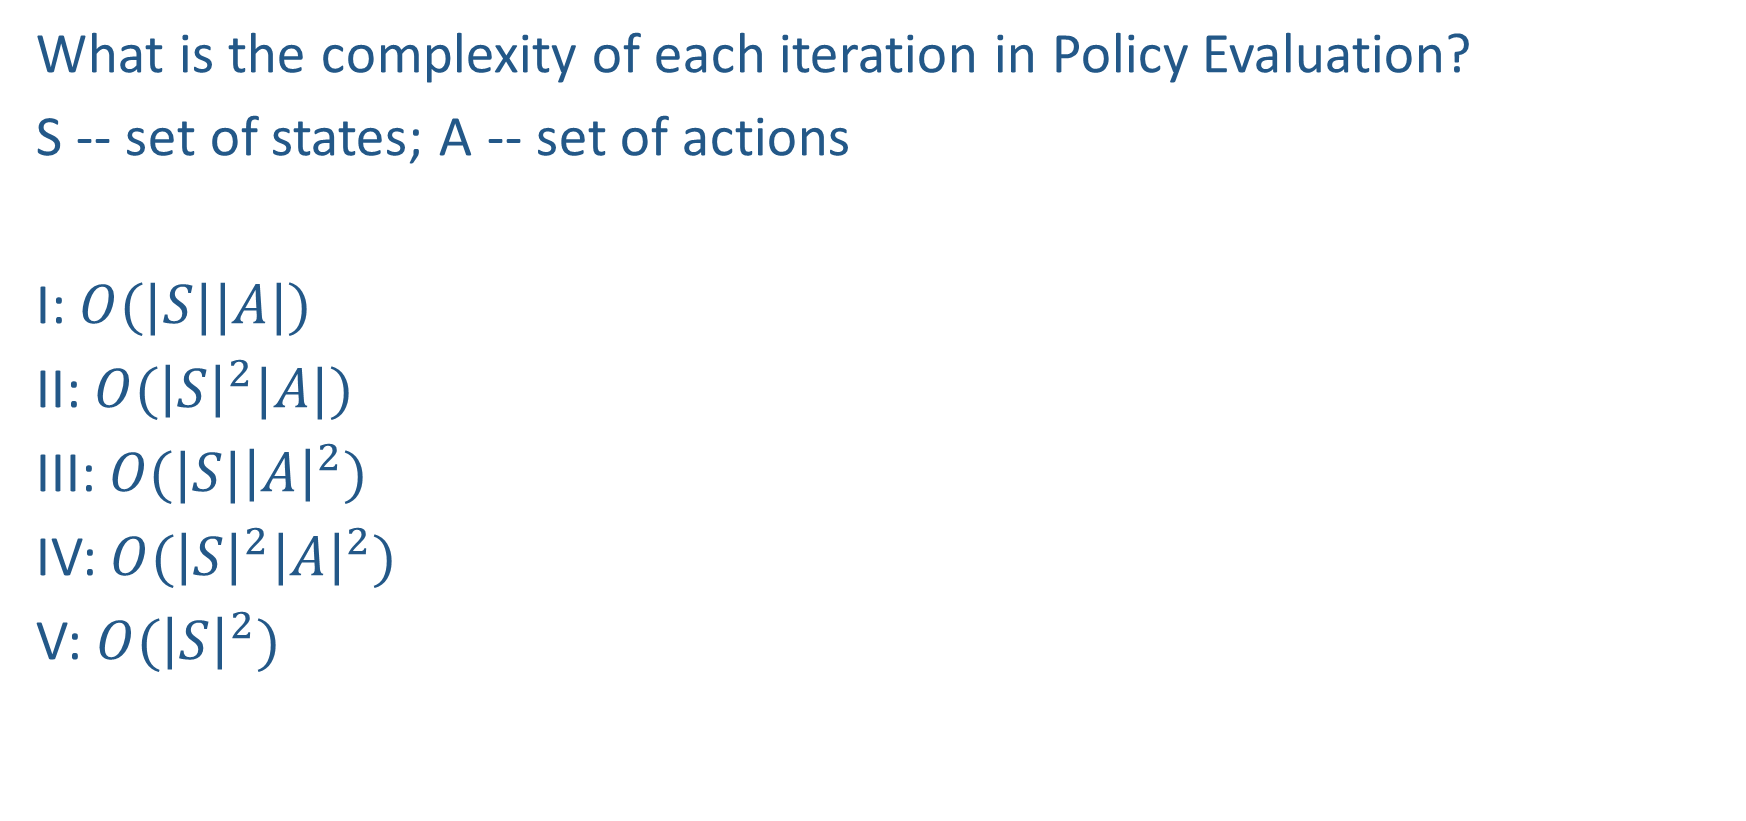 What is the complexity of each iteration in Policy Evaluation?
S -- set of states; A -- set of actions
I: 𝑂(|𝑆||𝐴|)
II: 𝑂(|𝑆|²|𝐴|)
III: 𝑂(|𝑆||𝐴|²)
IV: 𝑂(|𝑆|²|𝐴|²)
V: 𝑂(|𝑆|²)